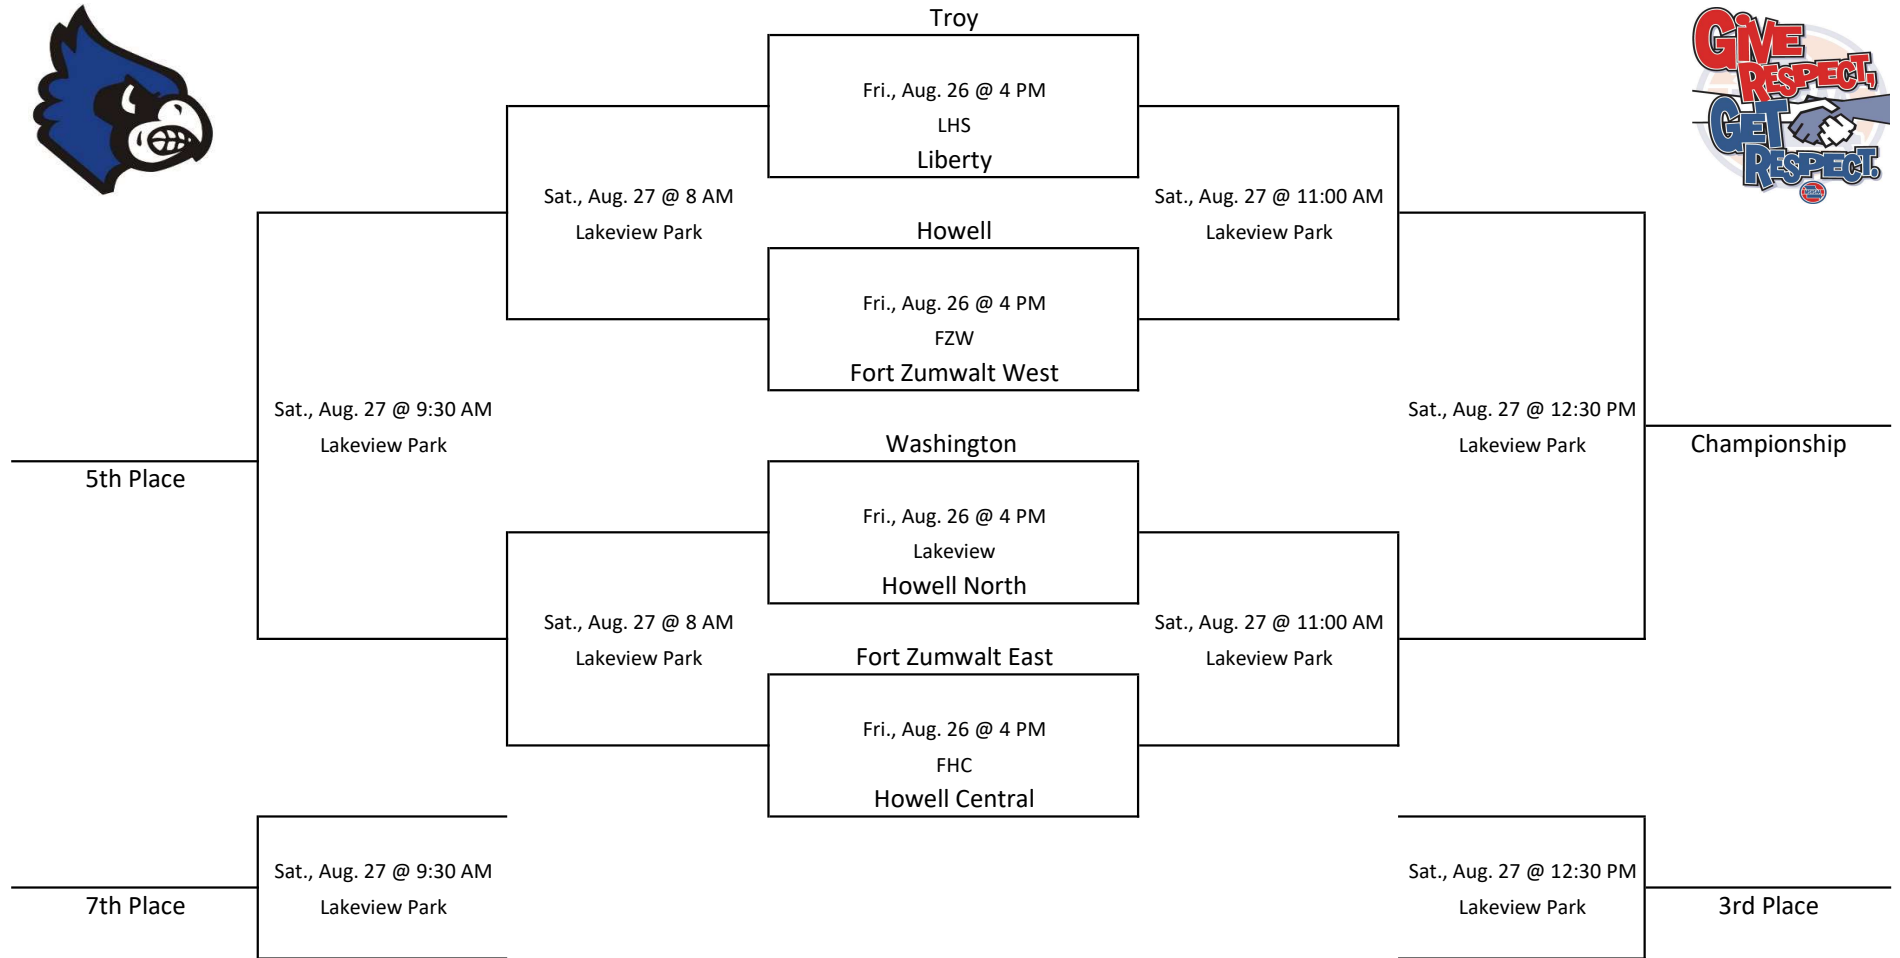 Troy
Fri., Aug. 26 @ 4 PM
LHS
Liberty
GIVE
RESPECT,
GET
RESPECT.
Sat., Aug. 27 @ 8 AM
Lakeview Park
Sat., Aug. 27 @ 11:00 AM
Lakeview Park
Howell
Fri., Aug. 26 @ 4 PM
FZW
Fort Zumwalt West
Sat., Aug. 27 @ 9:30 AM
Lakeview Park
5th Place
Sat., Aug. 27 @ 12:30 PM
Lakeview Park
Championship
Washington
Fri., Aug. 26 @ 4 PM
Lakeview
Howell North
Sat., Aug. 27 @ 8 AM
Lakeview Park
Sat., Aug. 27 @ 11:00 AM
Lakeview Park
Fort Zumwalt East
Fri., Aug. 26 @ 4 PM
FHC
Howell Central
Sat., Aug. 27 @ 9:30 AM
Lakeview Park
7th Place
Sat., Aug. 27 @ 12:30 PM
Lakeview Park
3rd Place